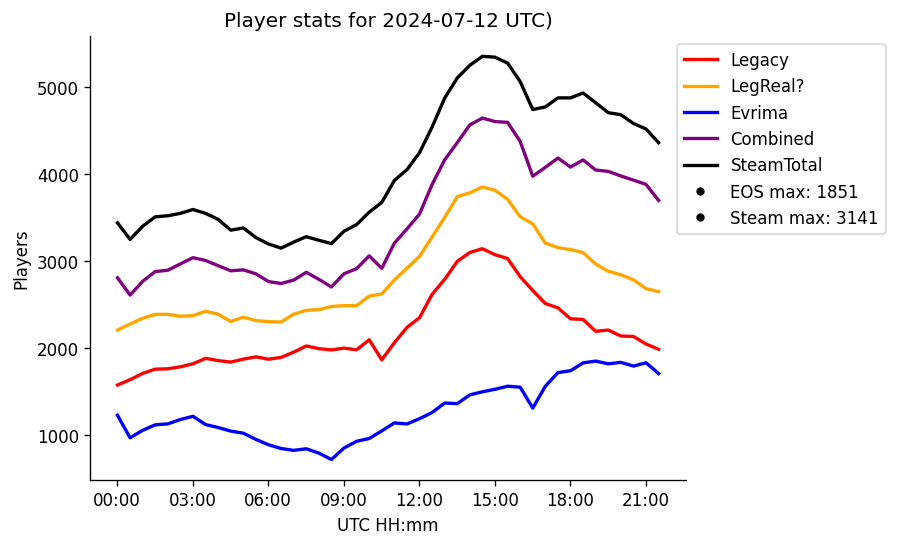 Player stats for 2024-07-12 UTC)
Legacy
LegReal?
Evrima
Combined
SteamTotal
EOS max: 1851
Steam max: 3141
Players
5000
4000
3000
2000
1000
00:00 03:00 06:00 09:00 12:00 15:00 18:00 21:00
UTC HH:mm